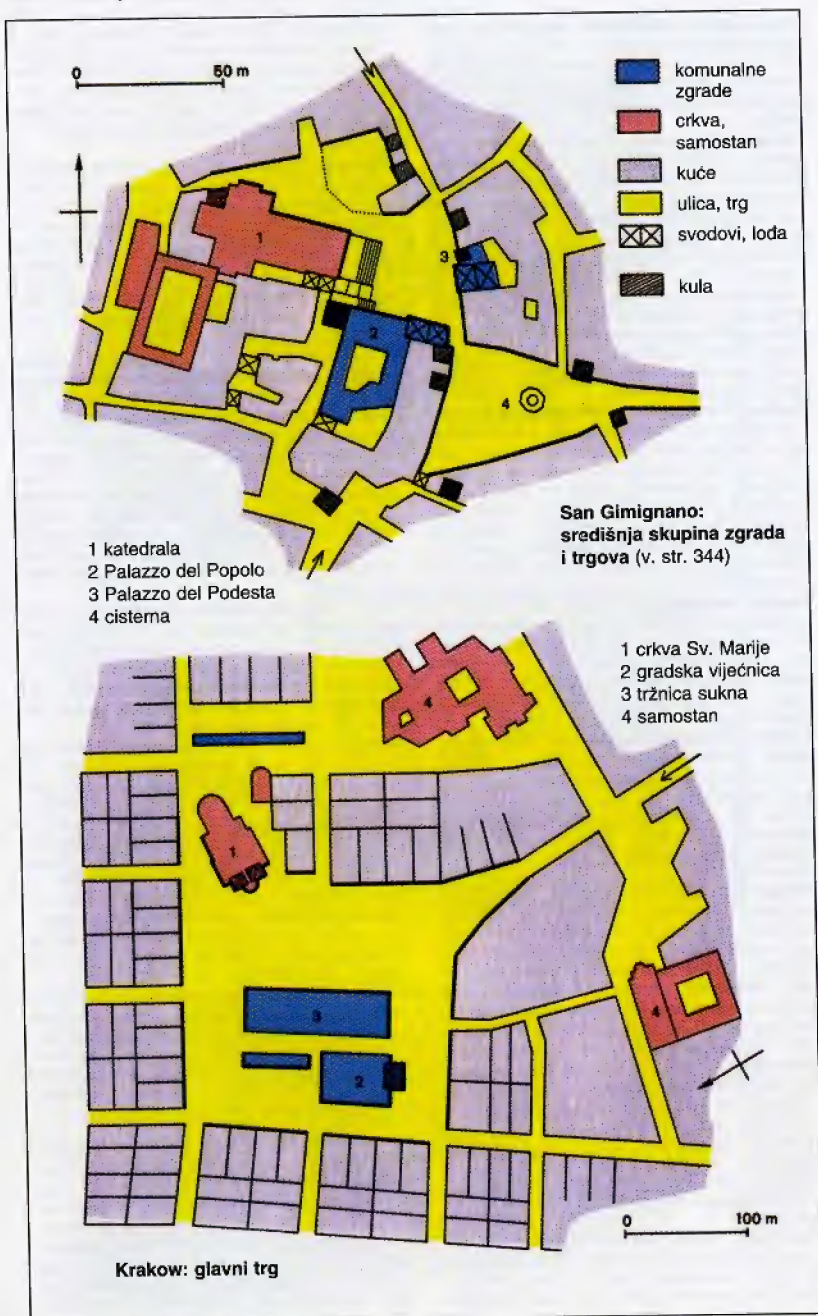 0 50 m
komunalne
zgrade
crkva,
samostan
kuće
ulica, trg
svodovi, lođa
kula
1
2
3
4
San Gimignano:
središnja skupina zgrada
i trgova (v. str. 344)
1 katedrala
2 Palazzo del Popolo
3 Palazzo del Podesta
4 cisterna
1 crkva Sv. Marije
2 gradska vijećnica
3 tržnica sukna
4 samostan
4
1
3
4
2
0 100 m
Krakow: glavni trg